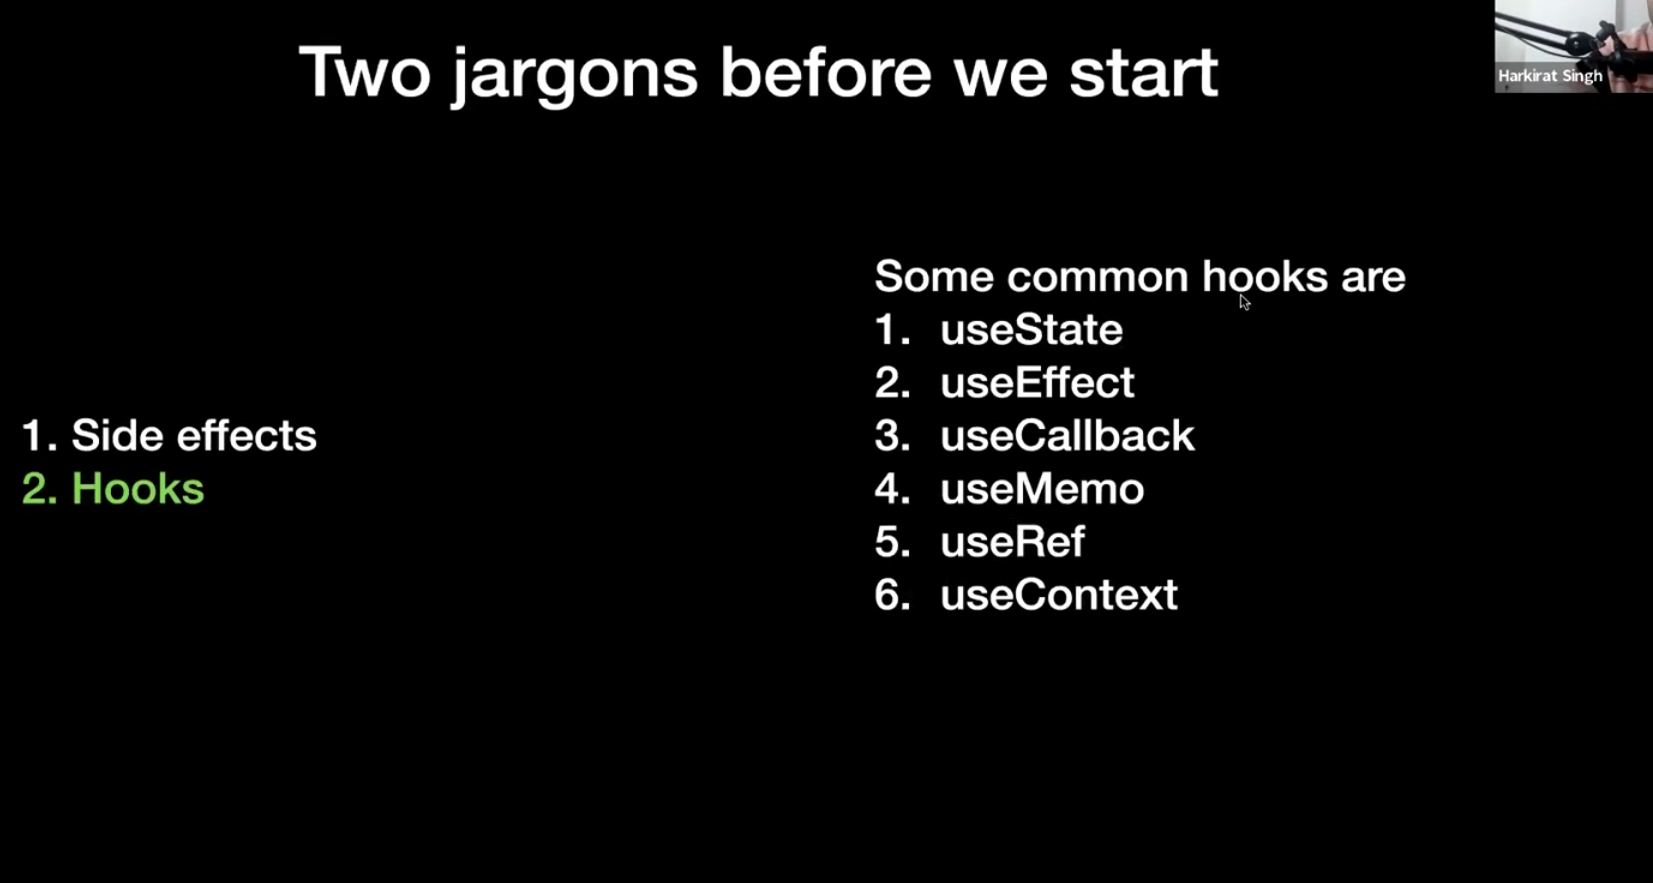 Two jargons before we start
Harkirat Singh
1. Side effects
2. Hooks
Some common hooks are
1. useState
2. useEffect
3. useCallback
4. useMemo
5. useRef
6. useContext